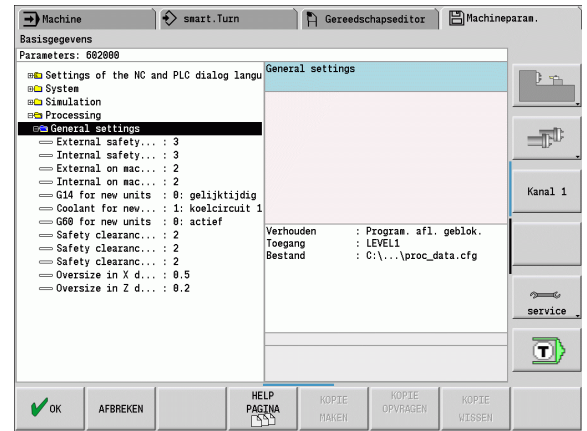 Machine
smart.Turn
Gereedschapseditor
Machineparam.
Basisgegevens
Parameters: 602000
Settings of the NC and PLC dialog langu
System
Simulation
Processing
General settings
External safety... : 3
Internal safety... : 3
External on mac... : 2
Internal on mac... : 2
G14 for new units : 0: gelijktijdig
Coolant for new... : 1: koelcircuit 1
G60 for new units : 0: actief
Safety clearanc... : 2
Safety clearanc... : 2
Safety clearanc... : 2
Oversize in X d... : 0.5
Oversize in Z d... : 0.2
General settings
Verhouden : Program. afl. geblok.
Toegang : LEVEL1
Bestand : C:\...\proc_data.cfg
Kanal 1
service
T
OK
AFBREKEN
HELP
PAGINA
KOPIE
MAKEN
KOPIE
OPVRAGEN
KOPIE
WISSEN